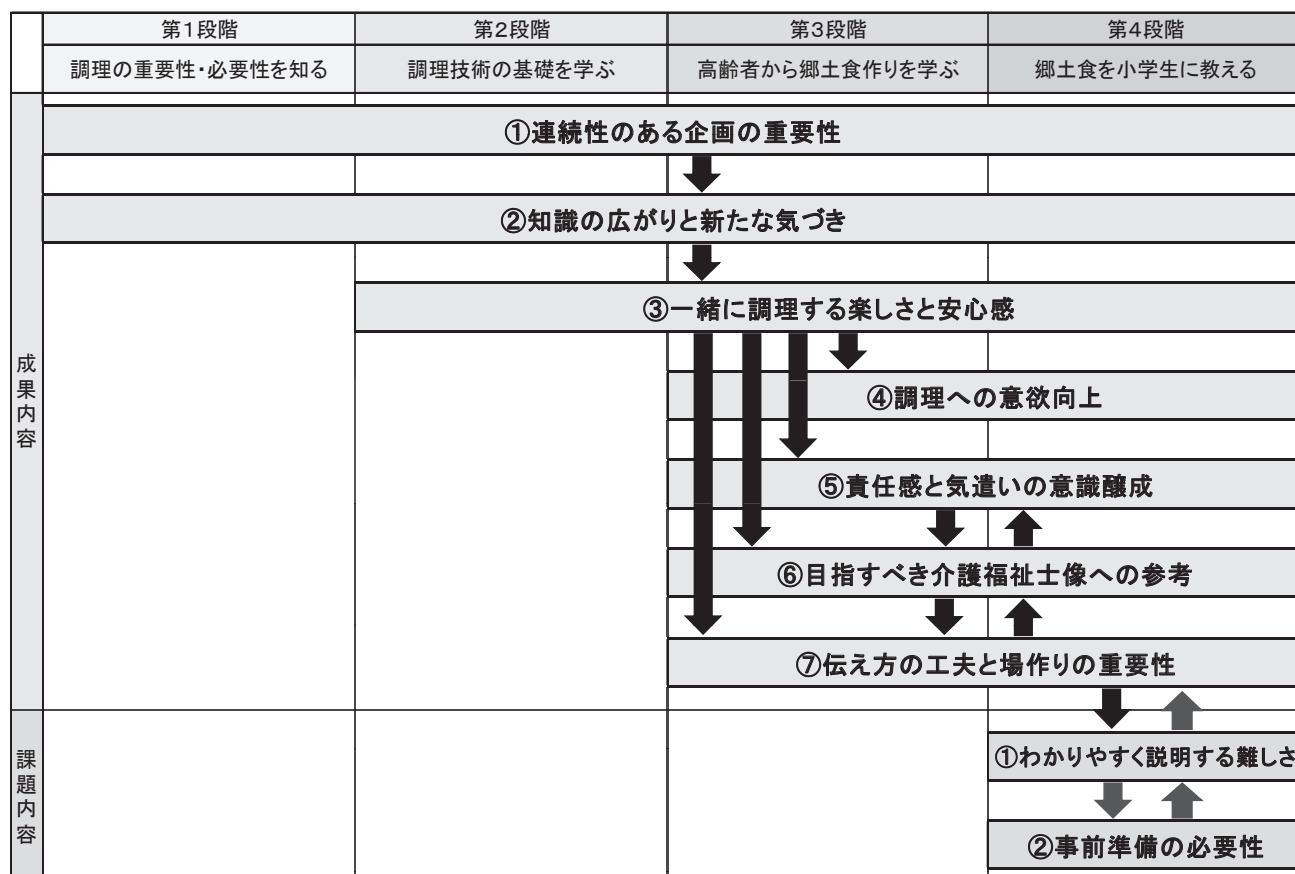 第1段階
第2段階
第3段階
第4段階
調理の重要性・必要性を知る
調理技術の基礎を学ぶ
高齢者から郷土食作りを学ぶ
郷土食を小学生に教える
成果内容
①連続性のある企画の重要性
②知識の広がりと新たな気づき
③一緒に調理する楽しさと安心感
④調理への意欲向上
⑤責任感と気遣いの意識醸成
⑥目指すべき介護福祉士像への参考
⑦伝え方の工夫と場作りの重要性
課題内容
①わかりやすく説明する難しさ
②事前準備の必要性